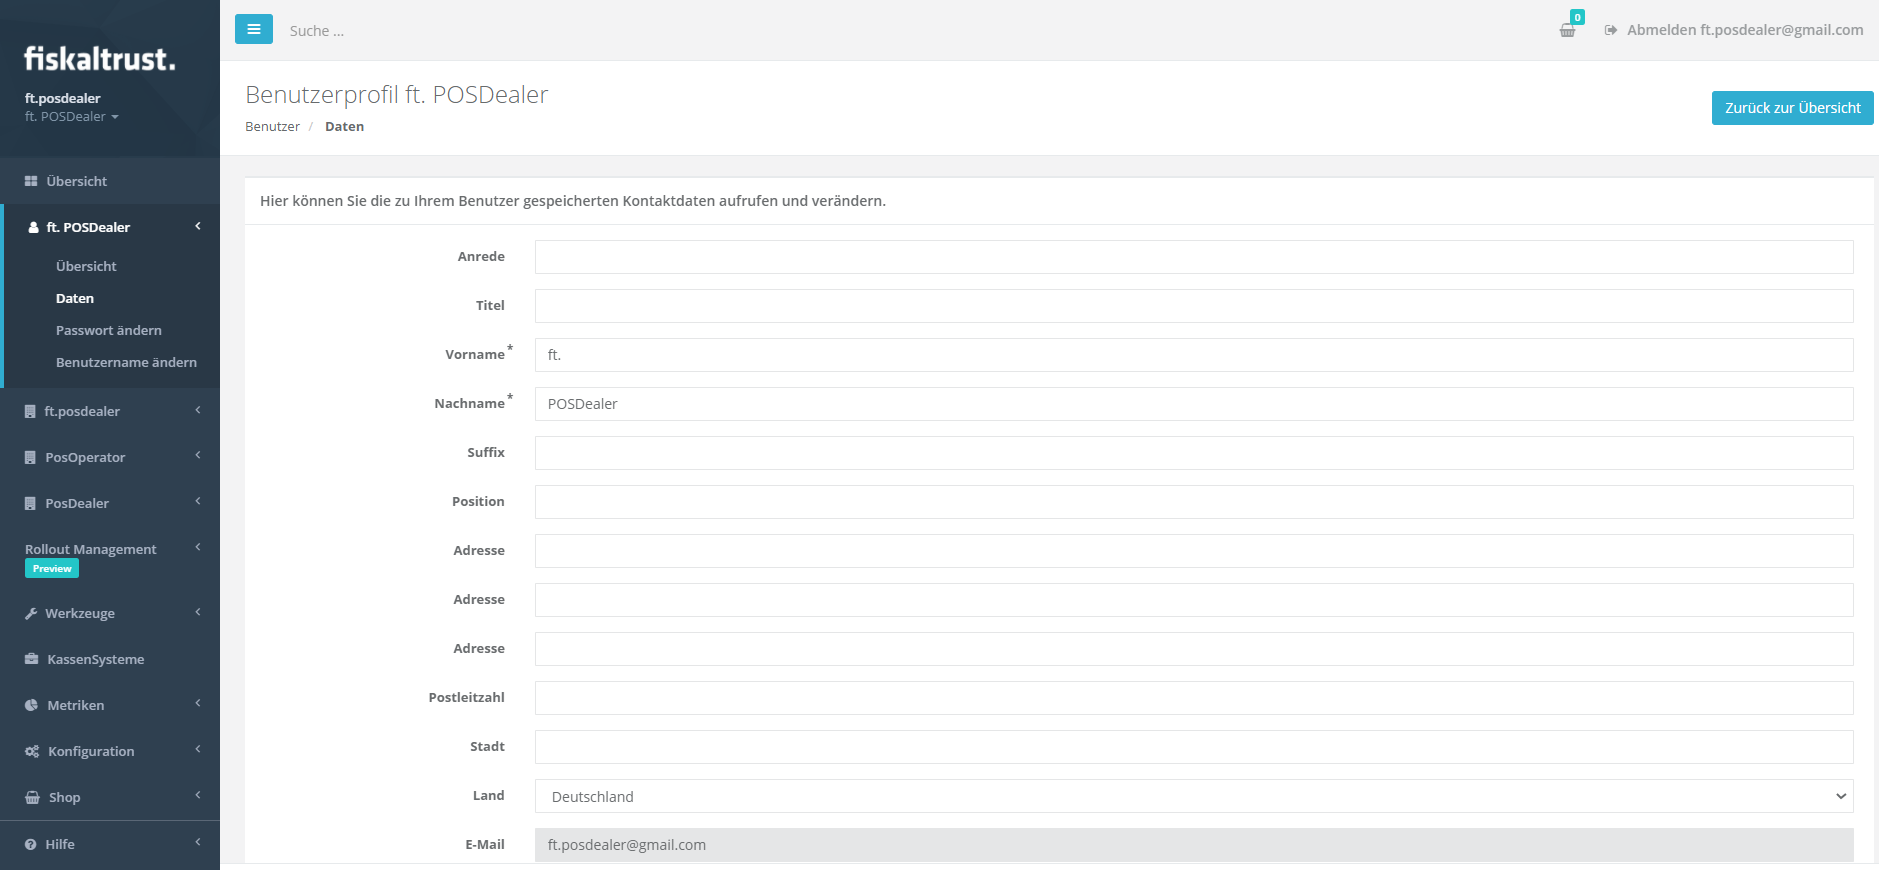 fiskaltrust.
ft.posdealer
ft. POSDealer
Übersicht
ft. POSDealer
Übersicht
Daten
Passwort ändern
Benutzername ändern
ft.posdealer
PosOperator
PosDealer
Rollout Management
Preview
Werkzeuge
KassenSysteme
Metriken
Konfiguration
Shop
Hilfe
Suche ...
0
Abmelden ft.posdealer@gmail.com
Benutzerprofil ft. POSDealer
Benutzer / Daten
Zurück zur Übersicht
Hier können Sie die zu Ihrem Benutzer gespeicherten Kontaktdaten aufrufen und verändern.
Anrede
Titel
Vorname* ft.
Nachname* POSDealer
Suffix
Position
Adresse
Adresse
Adresse
Postleitzahl
Stadt
Land Deutschland
E-Mail ft.posdealer@gmail.com